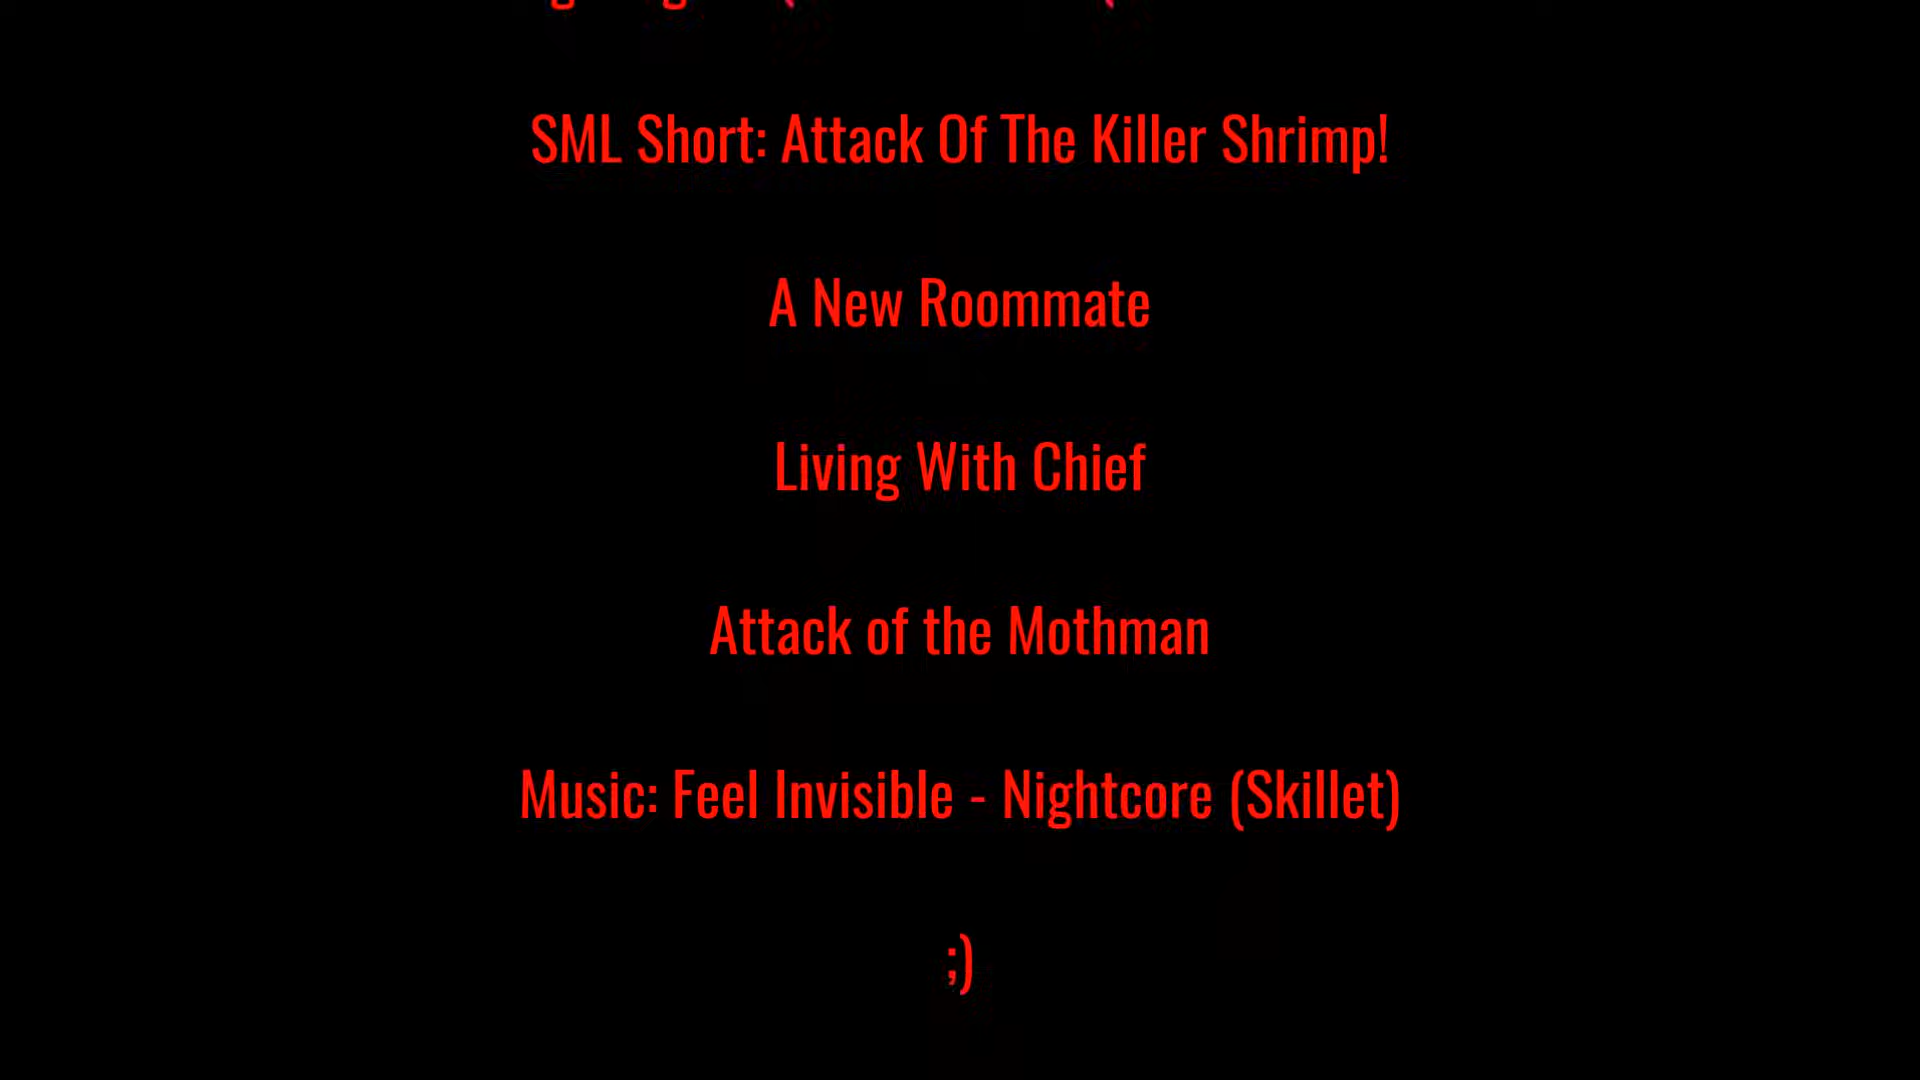 SML Short: Attack Of The Killer Shrimp!
A New Roommate
Living With Chief
Attack of the Mothman
Music: Feel Invisible - Nightcore (Skillet)
;)